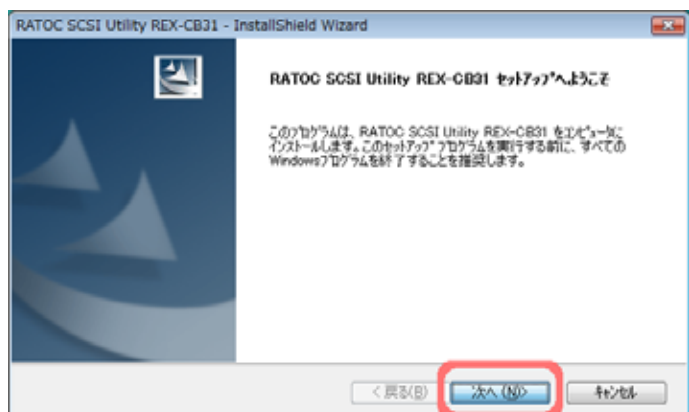 RATOC SCSI Utility REX-CB31 - InstallShield Wizard
RATOC SCSI Utility REX-CB31 ｾｯﾄｱｯﾌﾟへようこそ
このﾌﾟﾛｸﾞﾗﾑは、RATOC SCSI Utility REX-CB31 をｺﾝﾋﾟｭｰﾀに
ｲﾝｽﾄｰﾙします。このｾｯﾄｱｯﾌﾟ ﾌﾟﾛｸﾞﾗﾑを実行する前に、すべての
Windowsﾌﾟﾛｸﾞﾗﾑを終了することを推奨します。
< 戻る(B)
次へ (N)>
ｷｬﾝｾﾙ